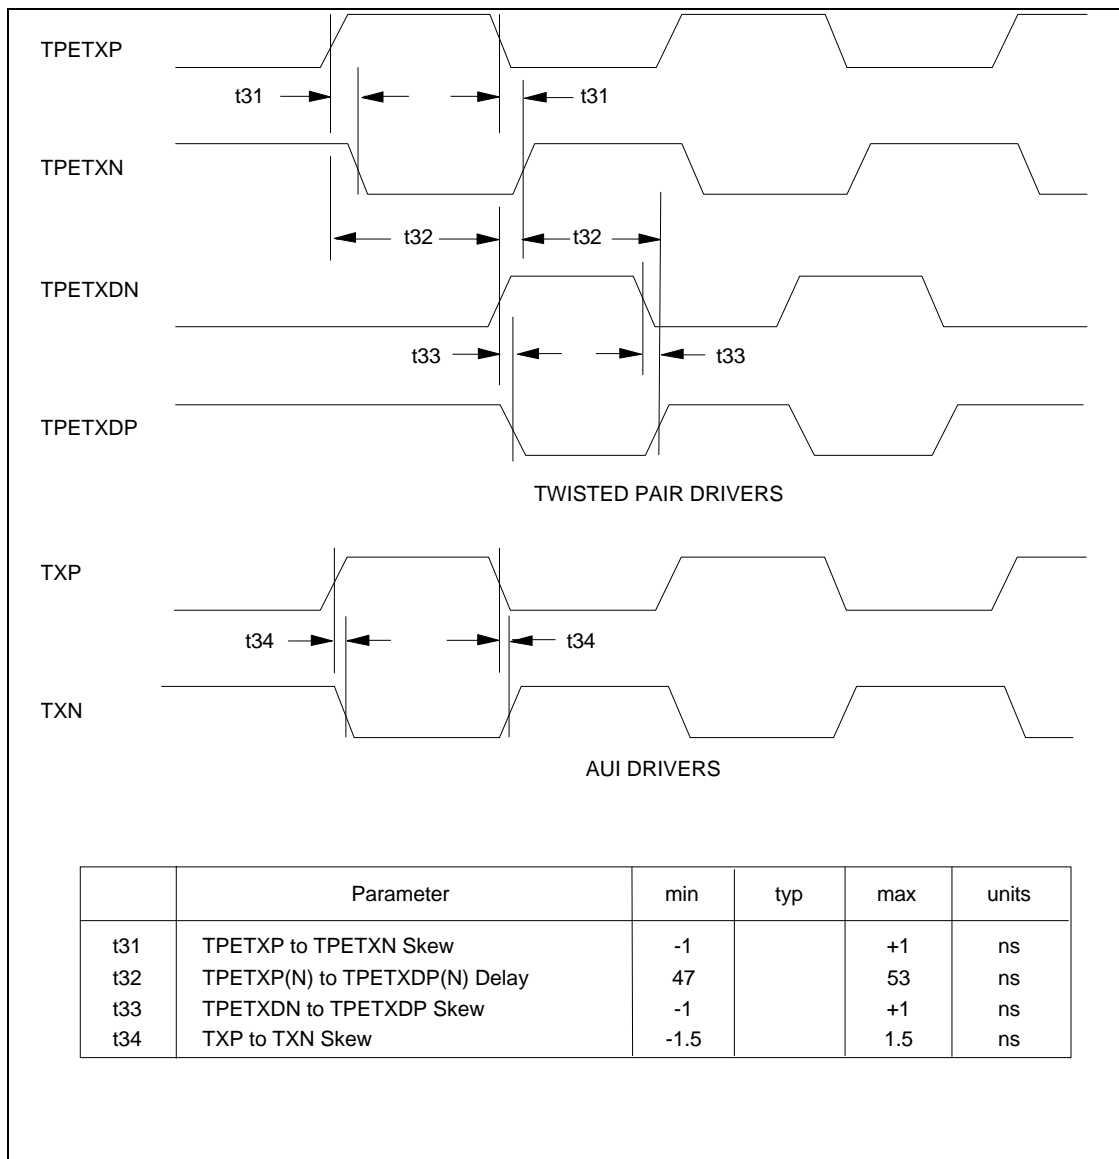 TPETXP
t31 t31
TPETXN
t32 t32
TPETXDN
t33 t33
TPETXDP
TWISTED PAIR DRIVERS
TXP
t34 t34
TXN
AUI DRIVERS
Parameter min typ max units
t31 TPETXP to TPETXN Skew -1 +1 ns
t32 TPETXP(N) to TPETXDP(N) Delay 47 53 ns
t33 TPETXDN to TPETXDP Skew -1 +1 ns
t34 TXP to TXN Skew -1.5 1.5 ns